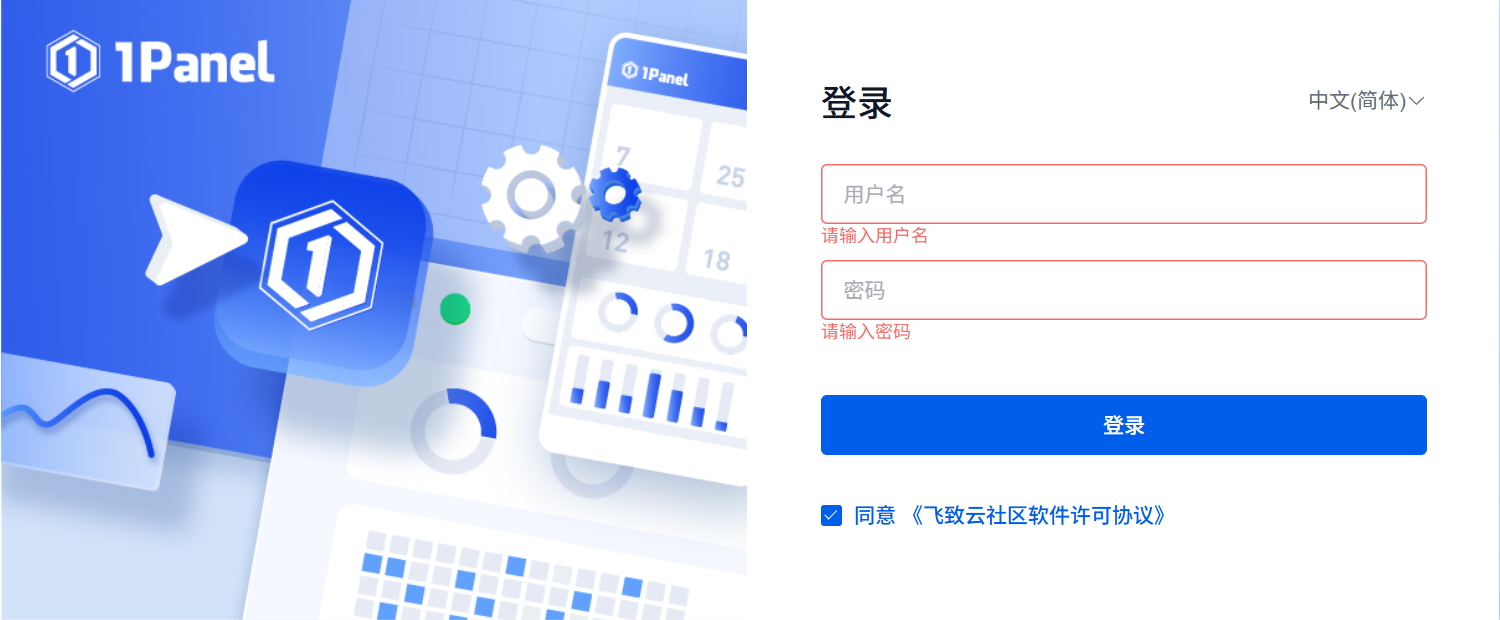 1Panel
1Panel
7
25
12
18
登录
中文(简体)
用户名
请输入用户名
密码
请输入密码
登录
同意 《飞致云社区软件许可协议》